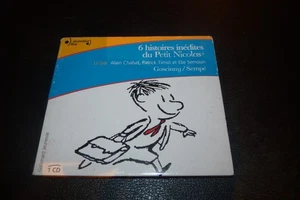 6 histoires inédites
du Petit Nicolas
Alain Chabat, Patrick Timsit et Elie Semoun
Goscinny / Sempé
1 CD